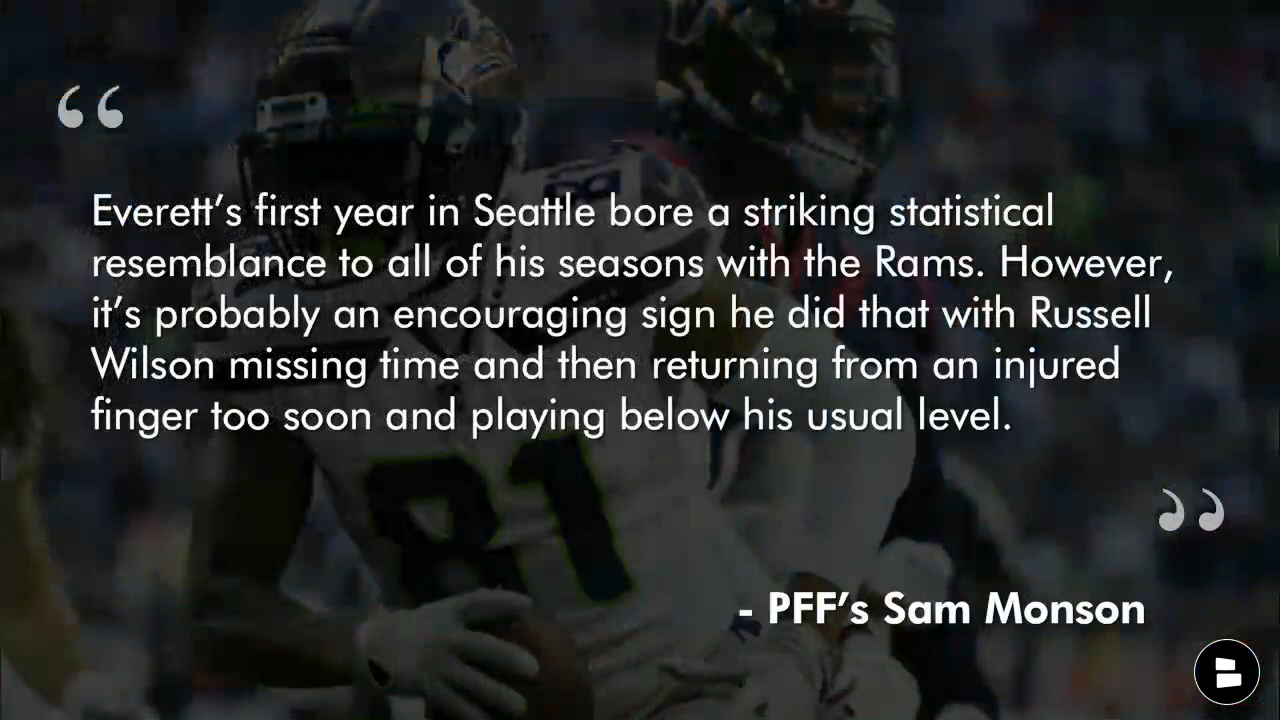 “
Everett’s first year in Seattle bore a striking statistical
resemblance to all of his seasons with the Rams. However,
it’s probably an encouraging sign he did that with Russell
Wilson missing time and then returning from an injured
finger too soon and playing below his usual level.
”
- PFF’s Sam Monson
81